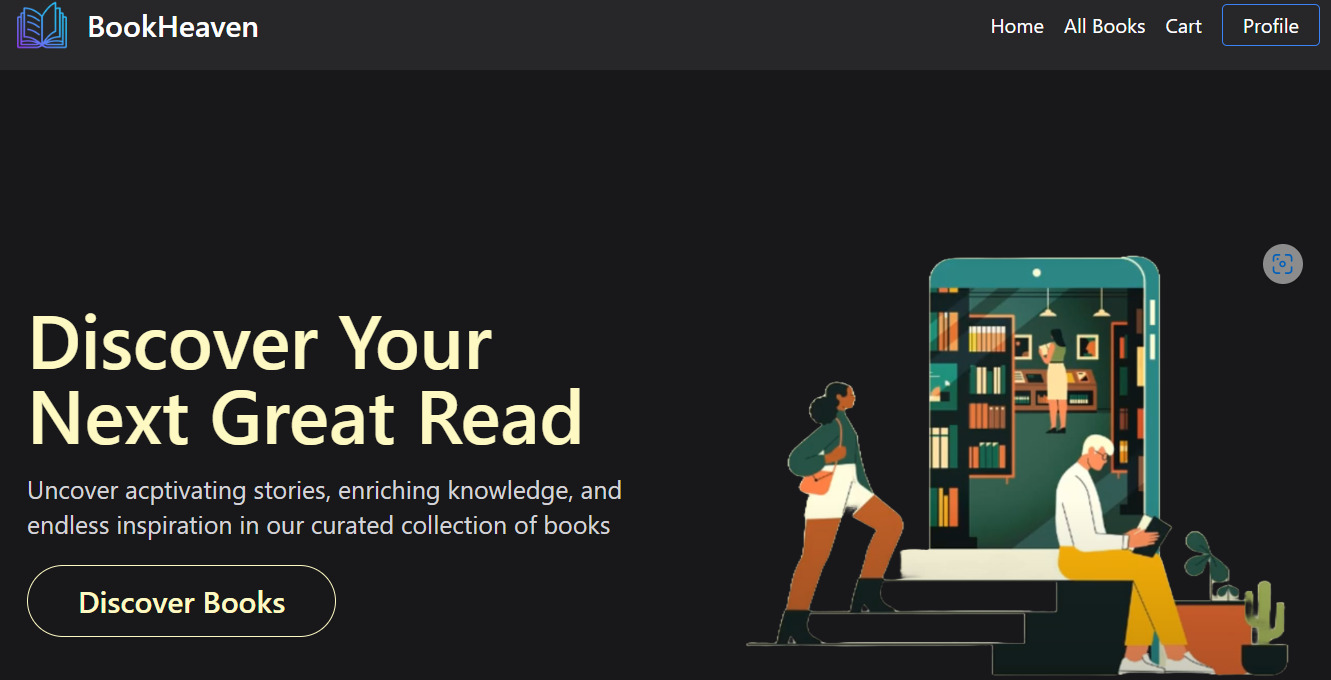 BookHeaven
Home All Books Cart Profile
Discover Your
Next Great Read
Uncover acptivating stories, enriching knowledge, and
endless inspiration in our curated collection of books
Discover Books